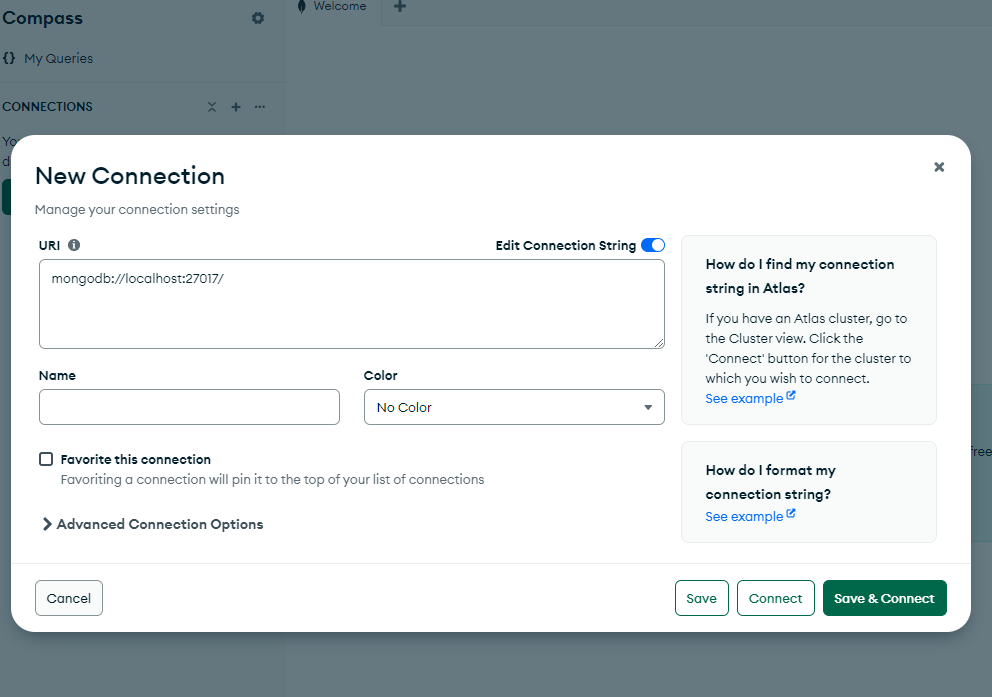 Compass
Welcome
My Queries
CONNECTIONS
New Connection
Manage your connection settings
URI
Edit Connection String
mongodb://localhost:27017/
Name
Color
No Color
Favorite this connection
Favoriting a connection will pin it to the top of your list of connections
Advanced Connection Options
How do I find my connection
string in Atlas?
If you have an Atlas cluster, go to
the Cluster view. Click the
'Connect' button for the cluster to
which you wish to connect.
See example
How do I format my
connection string?
See example
free
Cancel
Save
Connect
Save & Connect